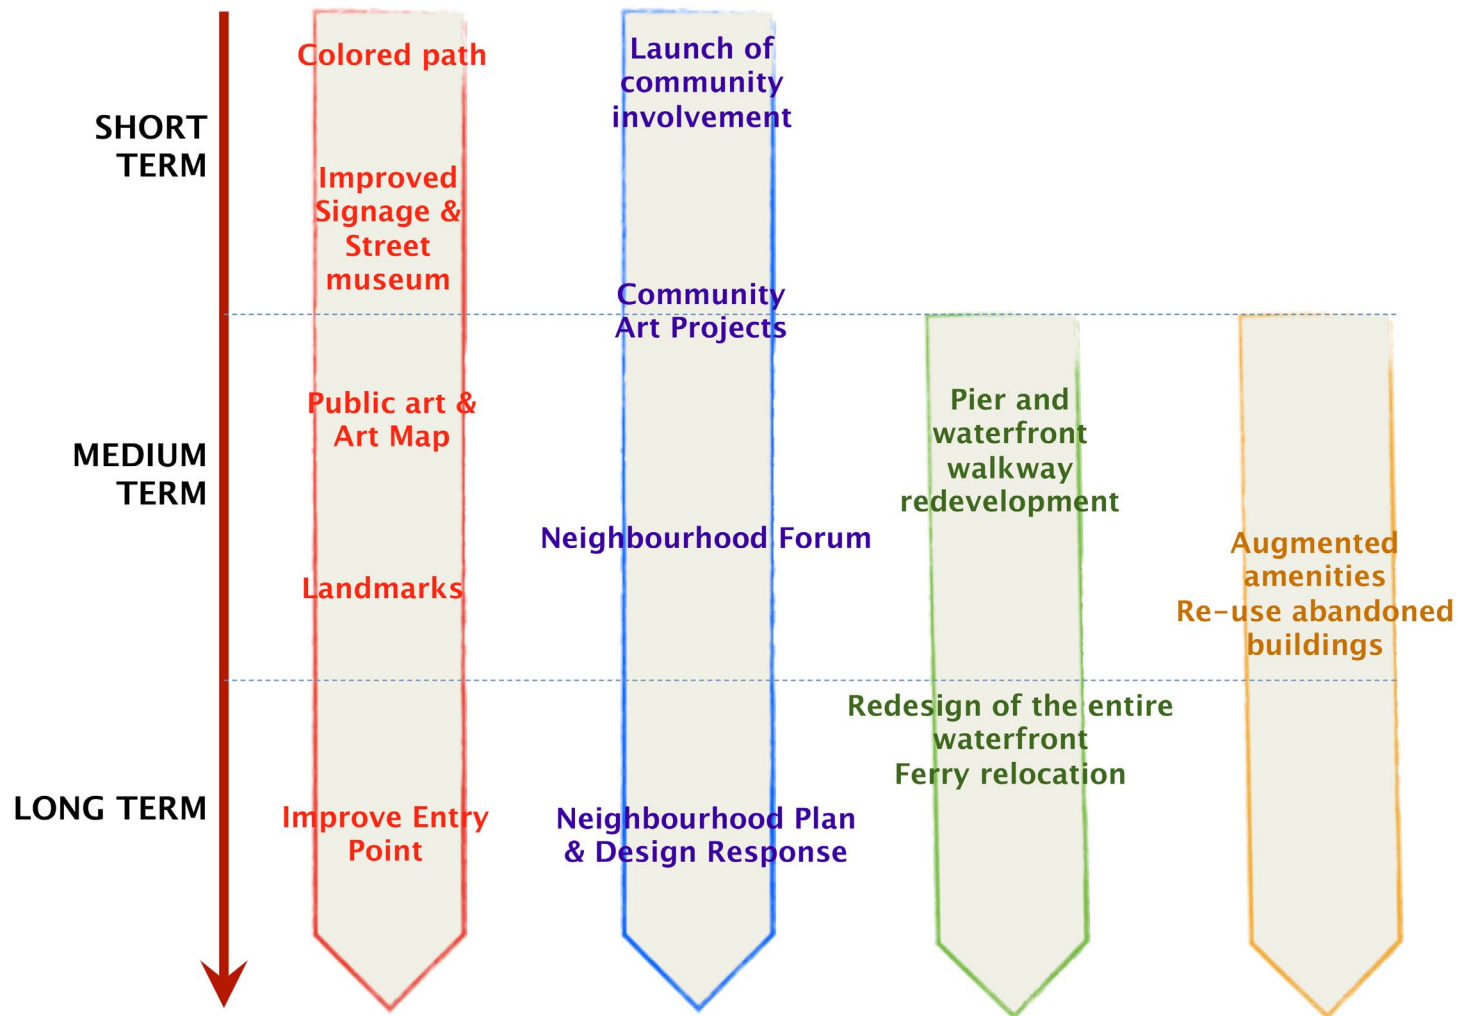 SHORT
TERM
MEDIUM
TERM
LONG TERM
Colored path
Improved
Signage &
Street
museum
Public art &
Art Map
Landmarks
Improve Entry
Point
Launch of
community
involvement
Community
Art Projects
Neighbourhood Forum
Neighbourhood Plan
& Design Response
Pier and
waterfront
walkway
redevelopment
Redesign of the entire
waterfront
Ferry relocation
Augmented
amenities
Re-use abandoned
buildings